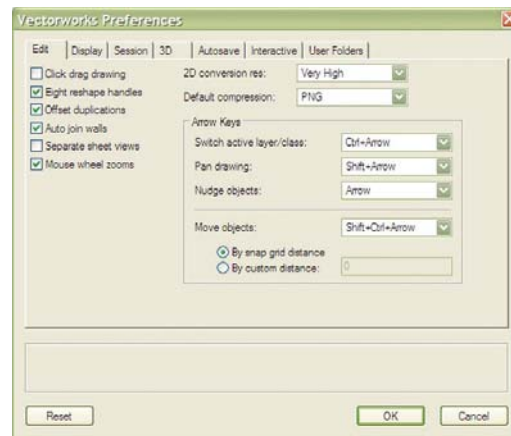 Vectorworks Preferences
Edit Display Session 3D Autosave Interactive User Folders
Click drag drawing
Eight reshape handles
Offset duplications
Auto join walls
Separate sheet views
Mouse wheel zooms
2D conversion res: Very High
Default compression: PNG
Arrow Keys
Switch active layer/class: Ctrl+Arrow
Pan drawing: Shift+Arrow
Nudge objects: Arrow
Move objects: Shift+Ctrl+Arrow
By snap grid distance
By custom distance: 0
Reset OK Cancel